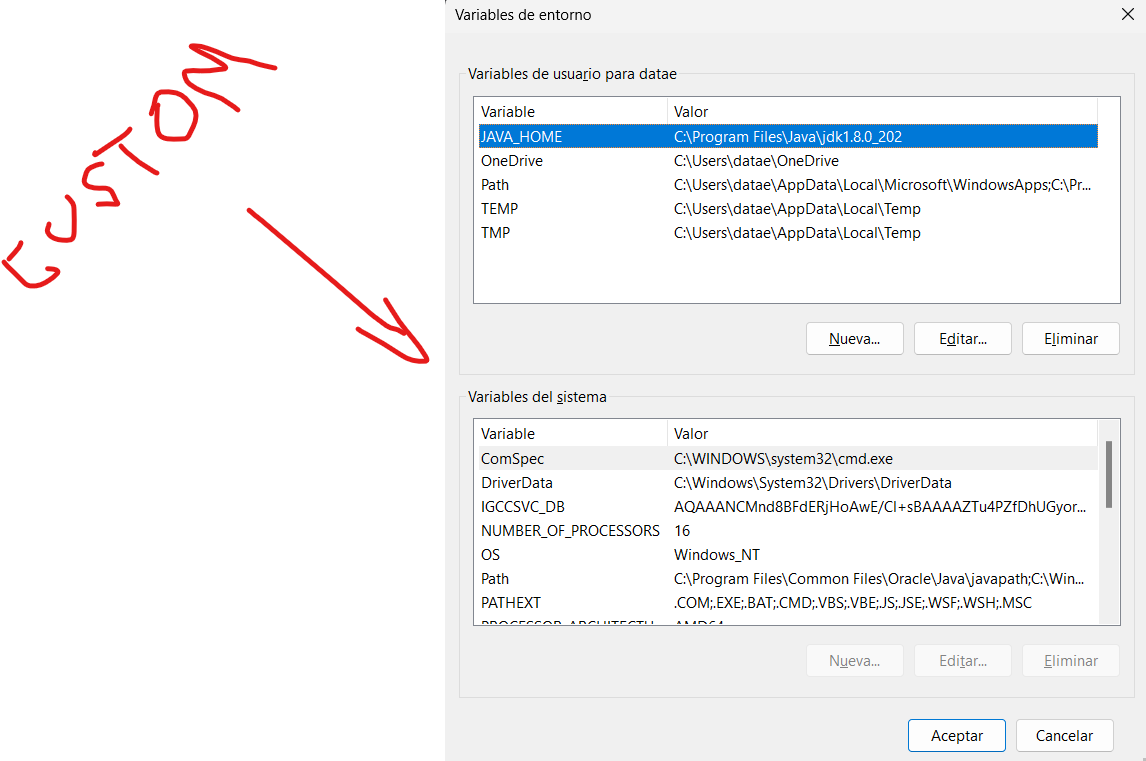 CUSTOM
Variables de entorno
Variables de usuario para datae
Variable Valor
JAVA_HOME C:\Program Files\Java\jdk1.8.0_202
OneDrive C:\Users\datae\OneDrive
Path C:\Users\datae\AppData\Local\Microsoft\WindowsApps;C:\Pr...
TEMP C:\Users\datae\AppData\Local\Temp
TMP C:\Users\datae\AppData\Local\Temp
Nueva... Editar... Eliminar
Variables del sistema
Variable Valor
ComSpec C:\WINDOWS\system32\cmd.exe
DriverData C:\Windows\System32\Drivers\DriverData
IGCCSVC_DB AQAAANCMnd8BFdERjHoAwE/Cl+sBAAAAZTu4PZfDhUGyor...
NUMBER_OF_PROCESSORS 16
OS Windows_NT
Path C:\Program Files\Common Files\Oracle\Java\javapath;C:\Win...
PATHEXT .COM;.EXE;.BAT;.CMD;.VBS;.VBE;.JS;.JSE;.WSF;.WSH;.MSC
PROCESSOR_ARCHITECTU... AMD64
Nueva... Editar... Eliminar
Aceptar Cancelar